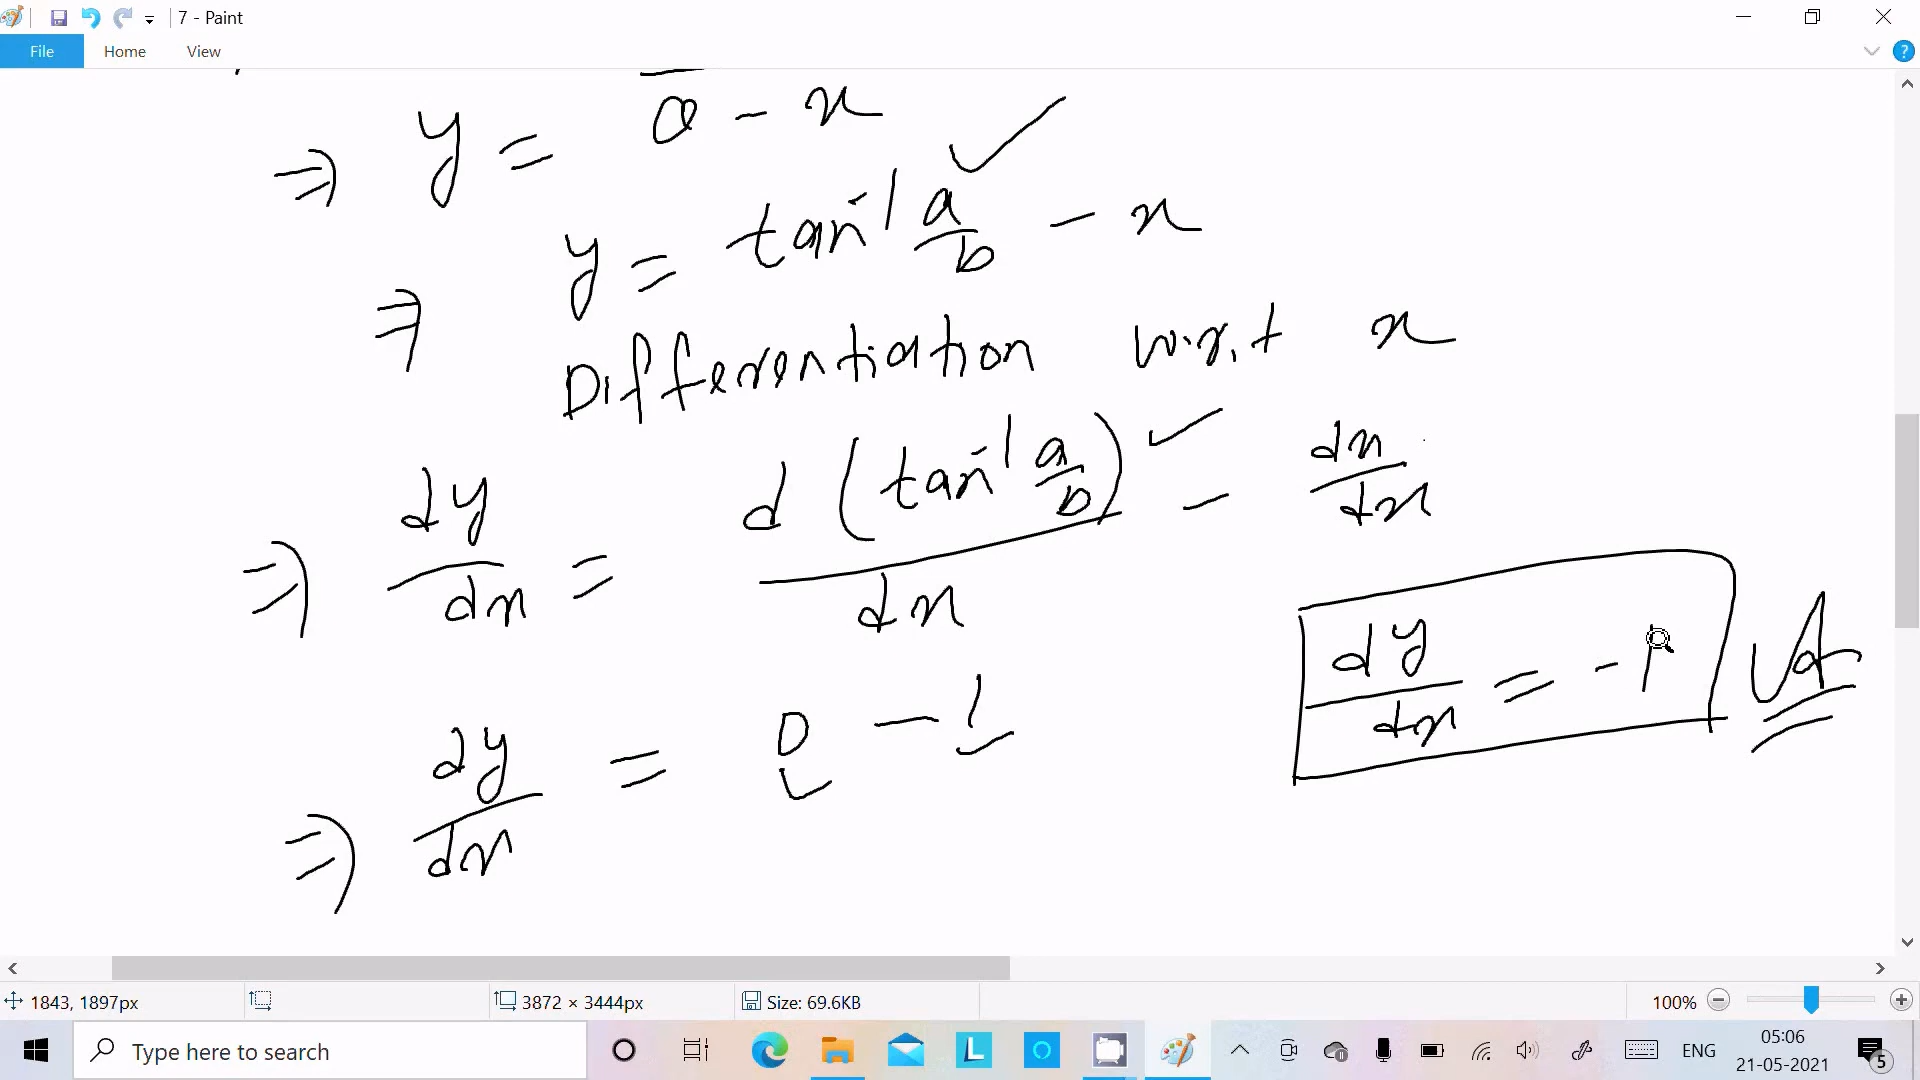 7 - Paint
File Home View
⇒ y = θ - x
⇒ y = tan⁻¹ a/b - x
Differentiation w.r.t x
⇒ dy/dx = d (tan⁻¹ a/b)/dx - dx/dx
⇒ dy/dx = 0 - 1
dy/dx = -1
1843, 1897px 3872 × 3444px Size: 69.6KB 100%
Type here to search
ENG
05:06
21-05-2021
5